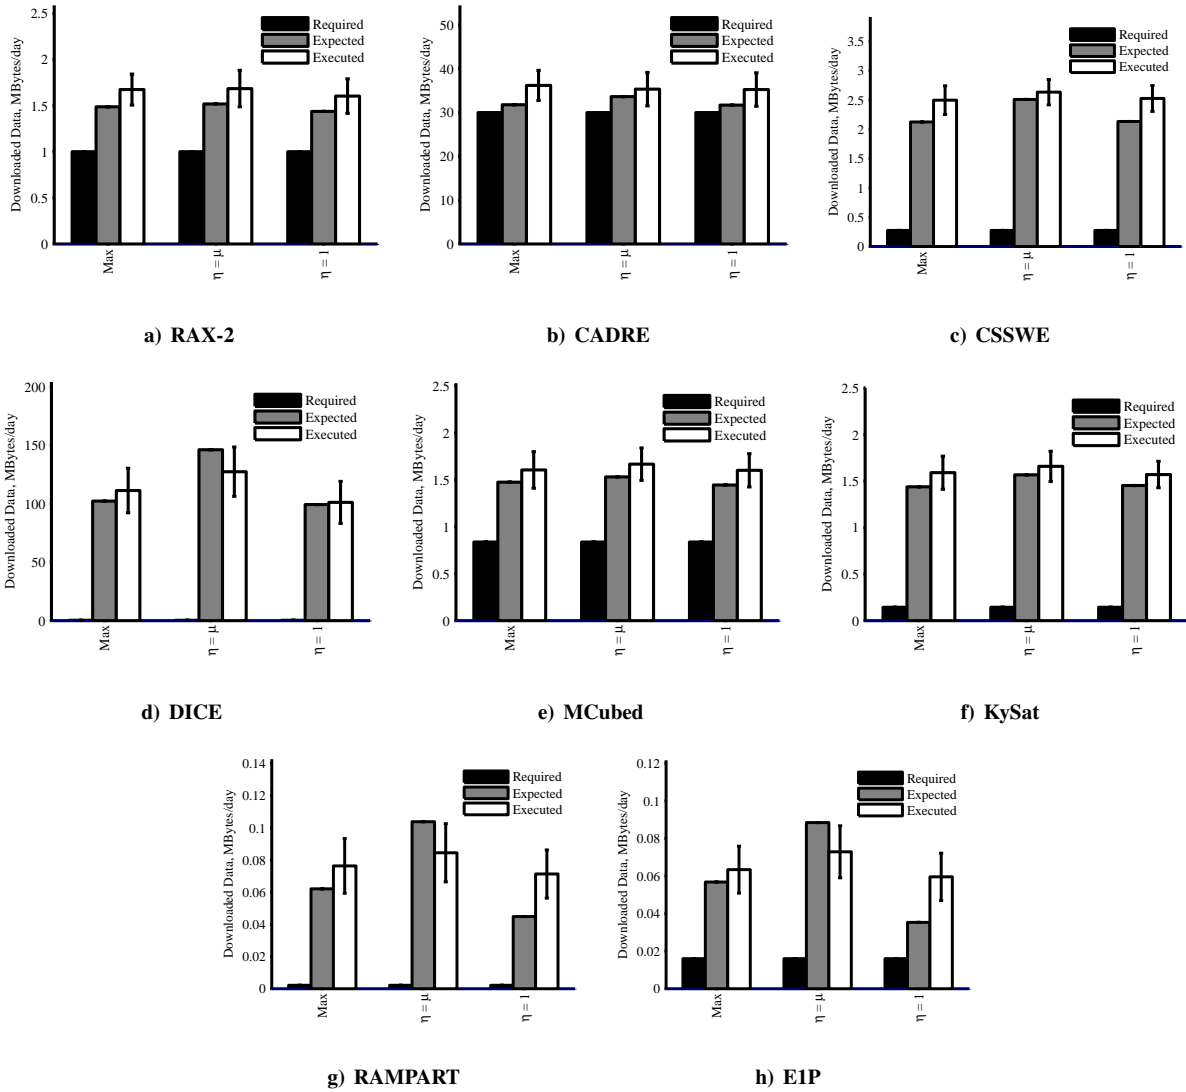 Downloaded Data, MBytes/day
2.5
2
1.5
1
0.5
0
Required
Expected
Executed
Max
η = μ
η = 1
a) RAX-2
Downloaded Data, MBytes/day
50
40
30
20
10
0
Required
Expected
Executed
Max
η = μ
η = 1
b) CADRE
Downloaded Data, MBytes/day
3.5
3
2.5
2
1.5
1
0.5
0
Required
Expected
Executed
Max
η = μ
η = 1
c) CSSWE
Downloaded Data, MBytes/day
200
150
100
50
0
Required
Expected
Executed
Max
η = μ
η = 1
d) DICE
Downloaded Data, MBytes/day
2.5
2
1.5
1
0.5
0
Required
Expected
Executed
Max
η = μ
η = 1
e) MCubed
Downloaded Data, MBytes/day
2.5
2
1.5
1
0.5
0
Required
Expected
Executed
Max
η = μ
η = 1
f) KySat
Downloaded Data, MBytes/day
0.14
0.12
0.1
0.08
0.06
0.04
0.02
0
Required
Expected
Executed
Max
η = μ
η = 1
g) RAMPART
Downloaded Data, MBytes/day
0.12
0.1
0.08
0.06
0.04
0.02
0
Required
Expected
Executed
Max
η = μ
η = 1
h) E1P